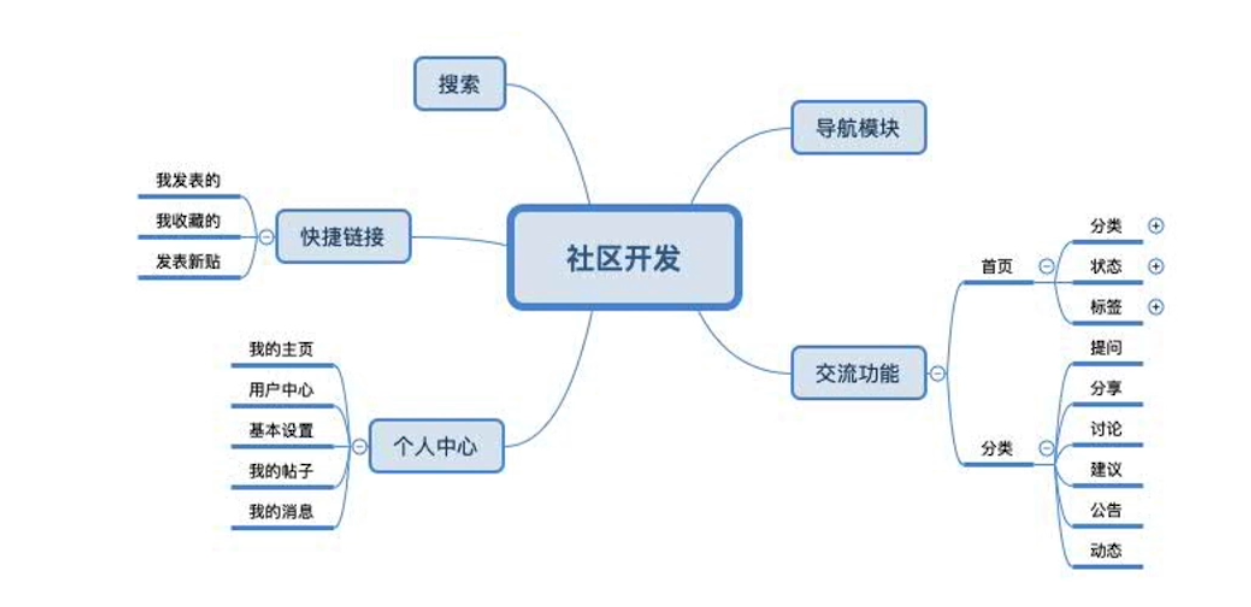 社区开发
搜索
快捷链接
我发表的
我收藏的
发表新贴
个人中心
我的主页
用户中心
基本设置
我的帖子
我的消息
导航模块
交流功能
首页
分类
状态
标签
分类
提问
分享
讨论
建议
公告
动态